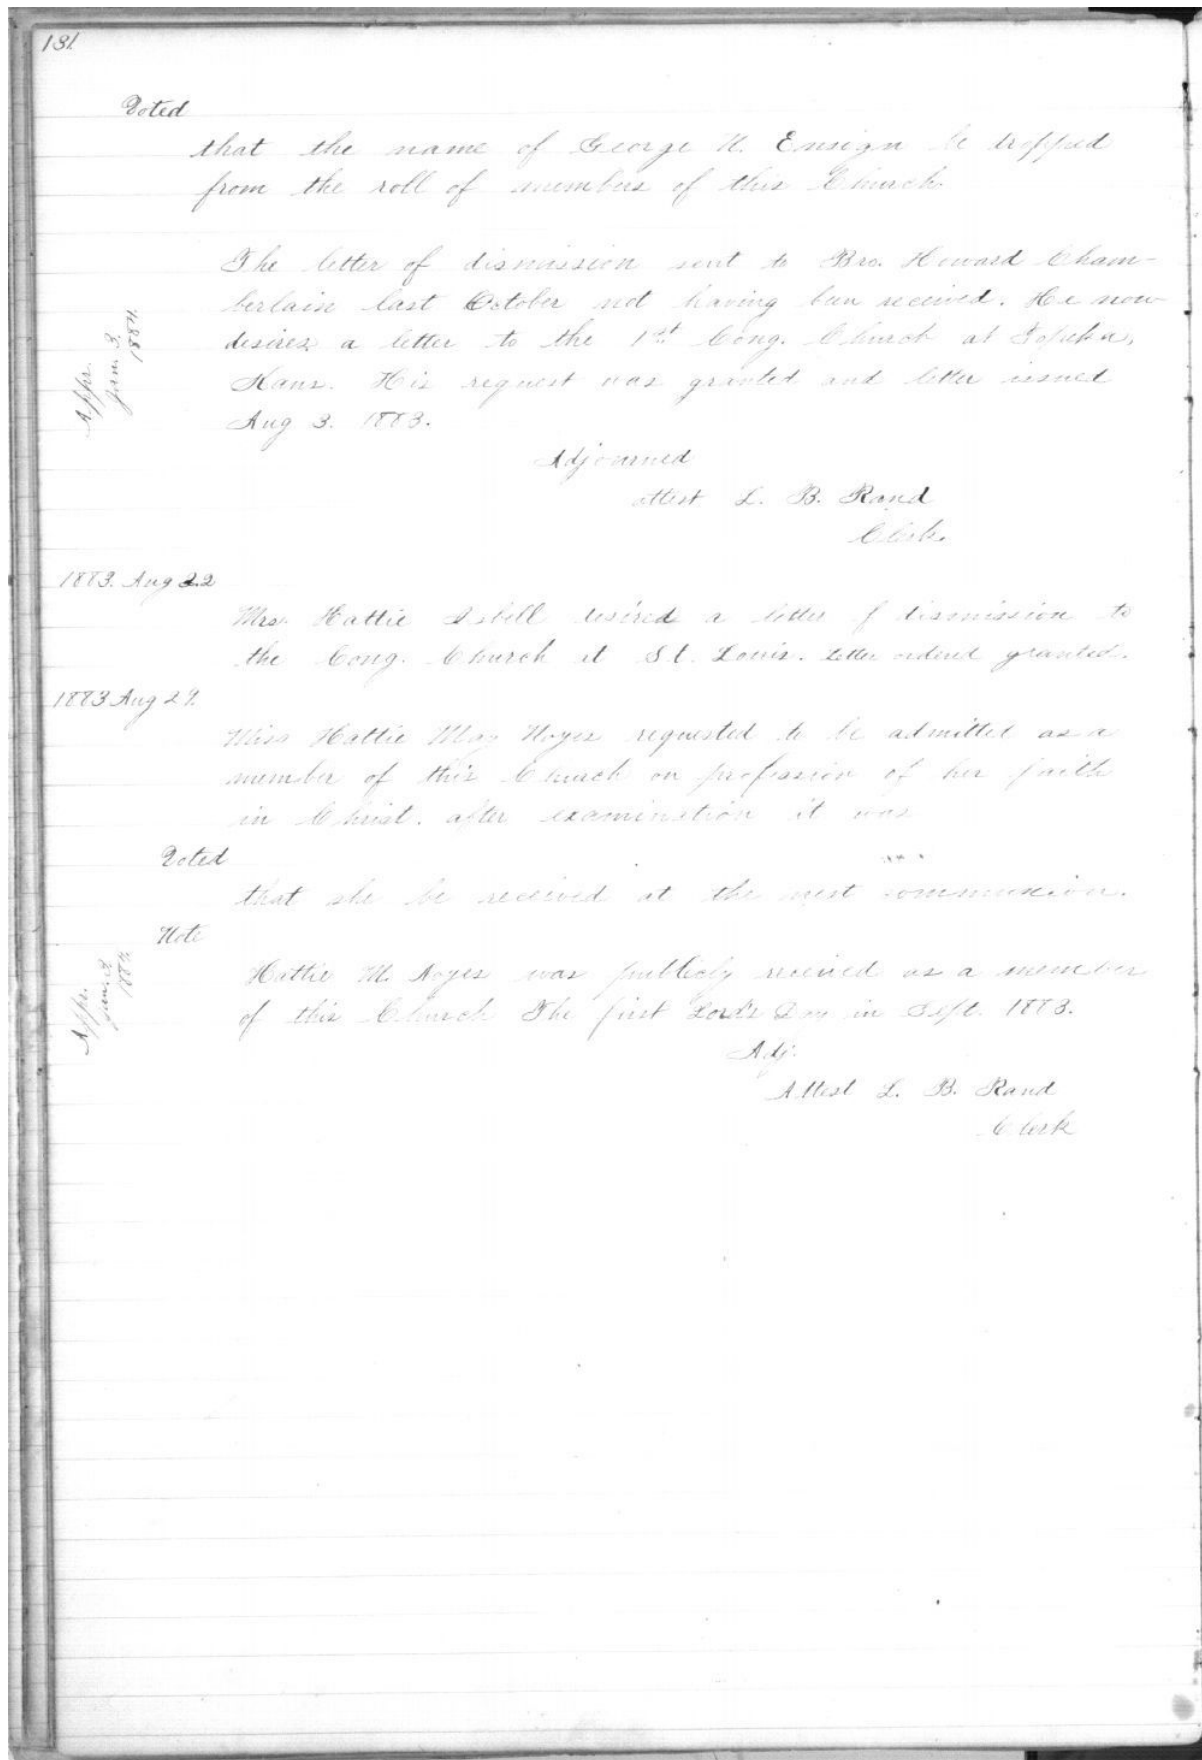 131
Voted
that the name of George H. Ensign be dropped
from the roll of members of this Church.
The letter of dismission sent to Bro. Howard Cham-
berlain last October not having been received. He now
desires a letter to the 1st Cong. Church at Topeka,
Kans. His request was granted and letter issued
Aug 3. 1883.
Appr.
Jan. 3.
1884.
Adjourned
attest L. B. Rand
Clerk.
1883. Aug 22
Mrs. Hattie Isbell desired a letter of dismission to
the Cong. Church at St. Louis. Letter ordered granted.
1883 Aug 29.
Miss Hattie May Noyes requested to be admitted as a
member of this Church on profession of her faith
in Christ. after examination it was
Voted
that she be received at the next communion.
Note
Hattie M. Noyes was publicly received as a member
of this Church The first Lord's Day in Sept. 1883.
Appr.
Jan. 3
1884
Adj.
Attest L. B. Rand
Clerk